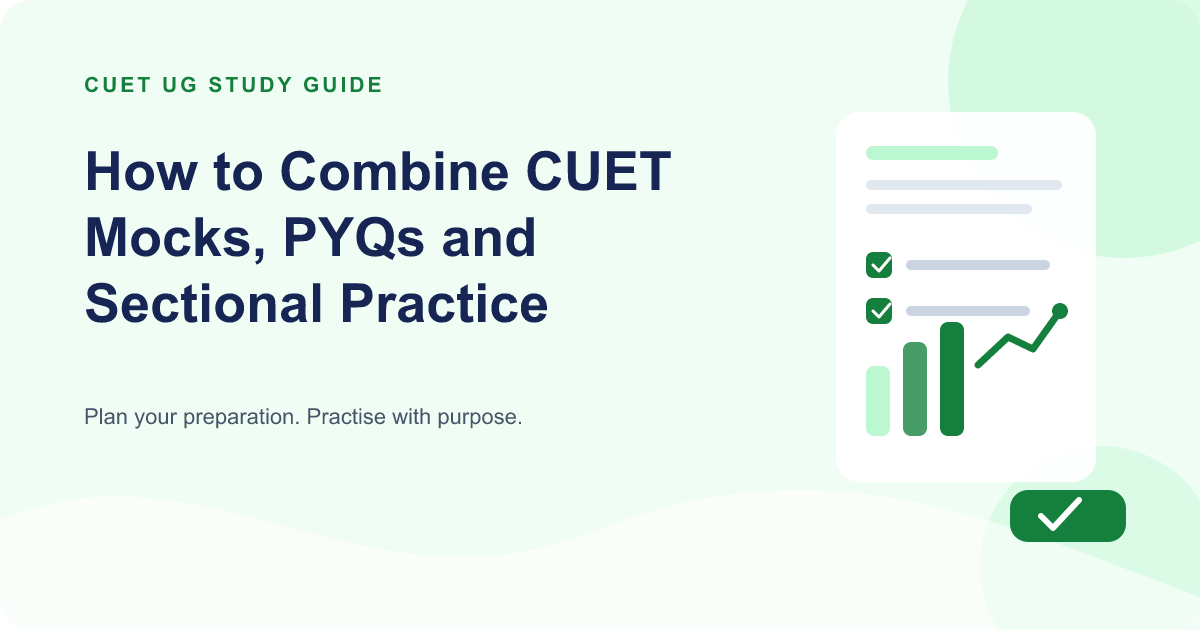 CUET UG STUDY GUIDE
How to Combine CUET
Mocks, PYQs and
Sectional Practice
Plan your preparation. Practise with purpose.